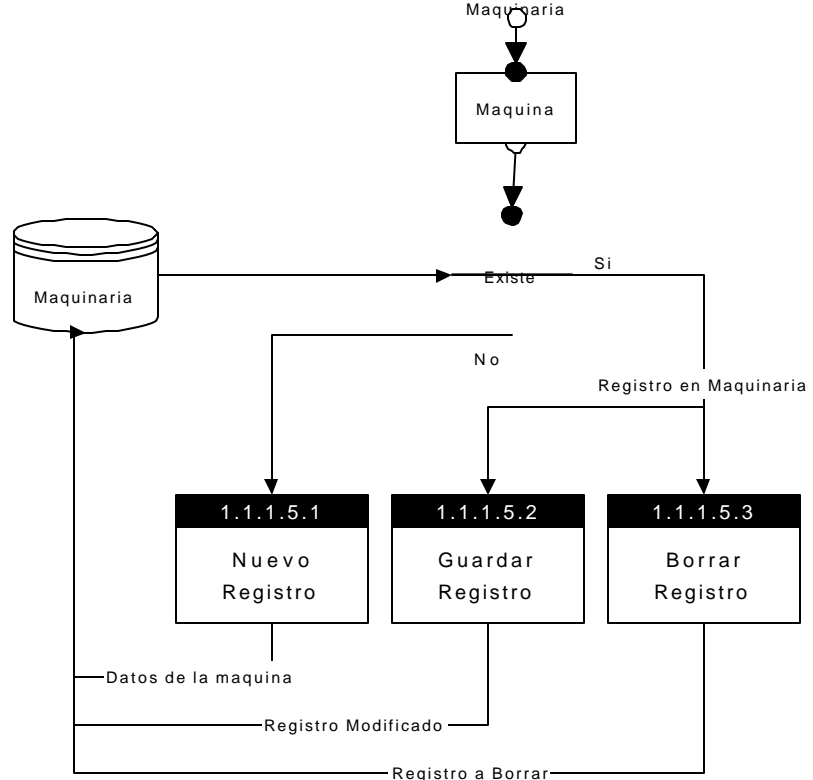 Maquinaria
Maquina
Si
Existe
Maquinaria
No
Registro en Maquinaria
1.1.1.5.1
Nuevo
Registro
1.1.1.5.2
Guardar
Registro
1.1.1.5.3
Borrar
Registro
Datos de la maquina
Registro Modificado
Registro a Borrar